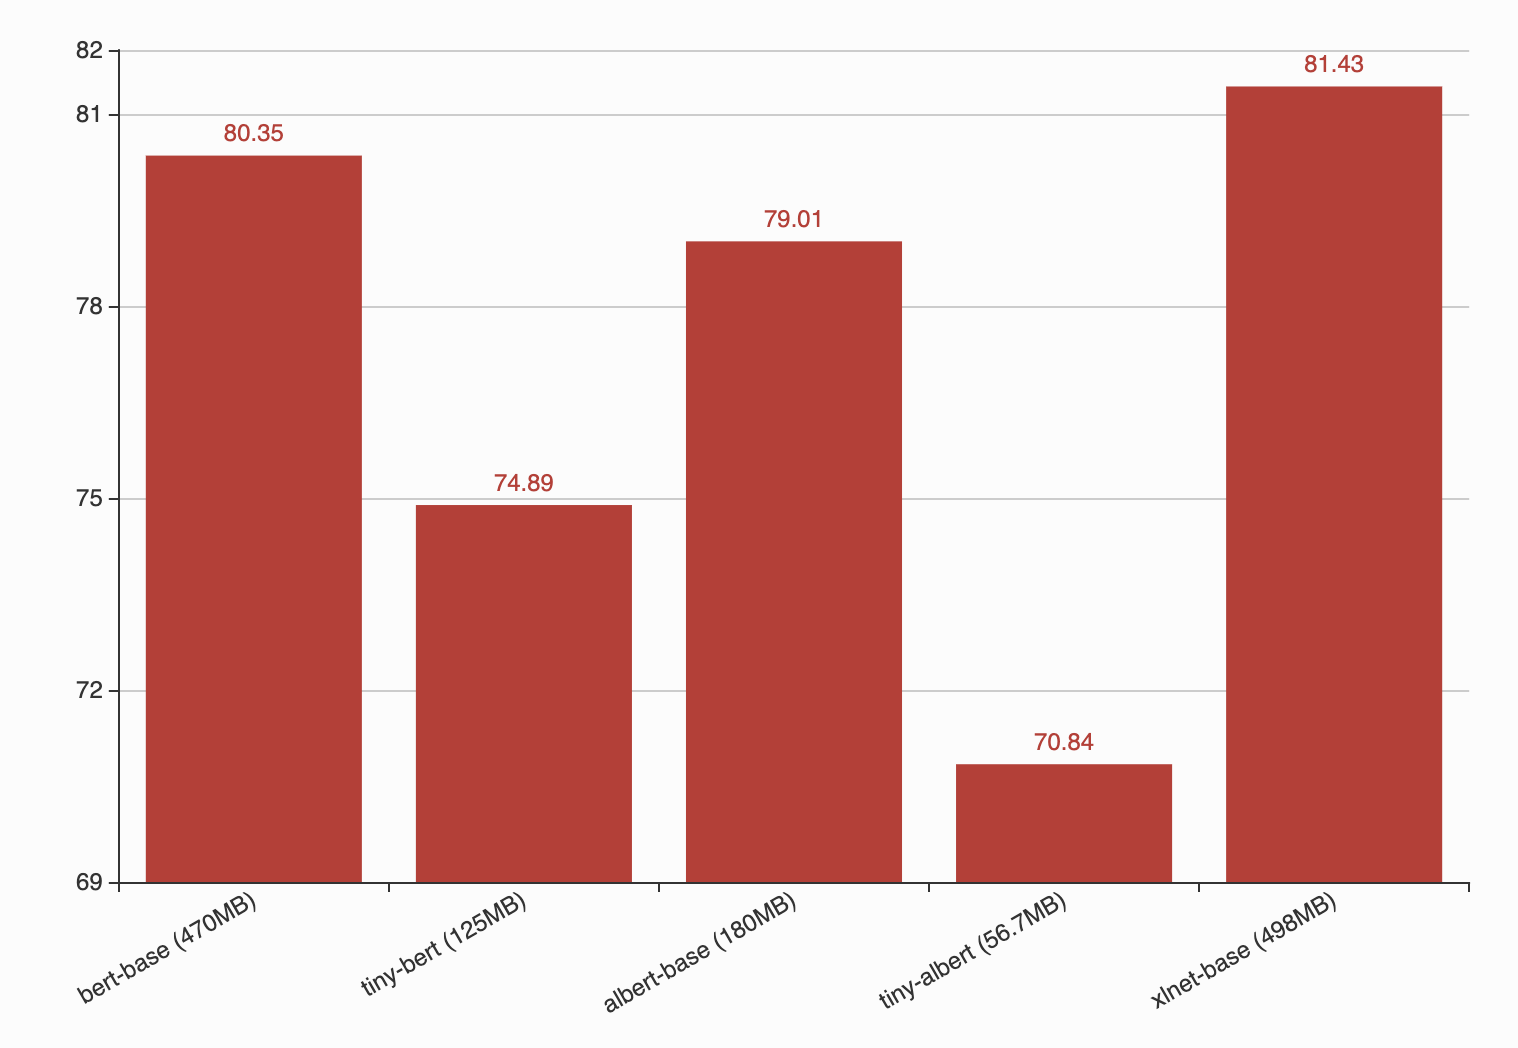 82
81
78
75
72
69
80.35
74.89
79.01
70.84
81.43
bert-base (470MB)
tiny-bert (125MB)
albert-base (180MB)
tiny-albert (56.7MB)
xlnet-base (498MB)